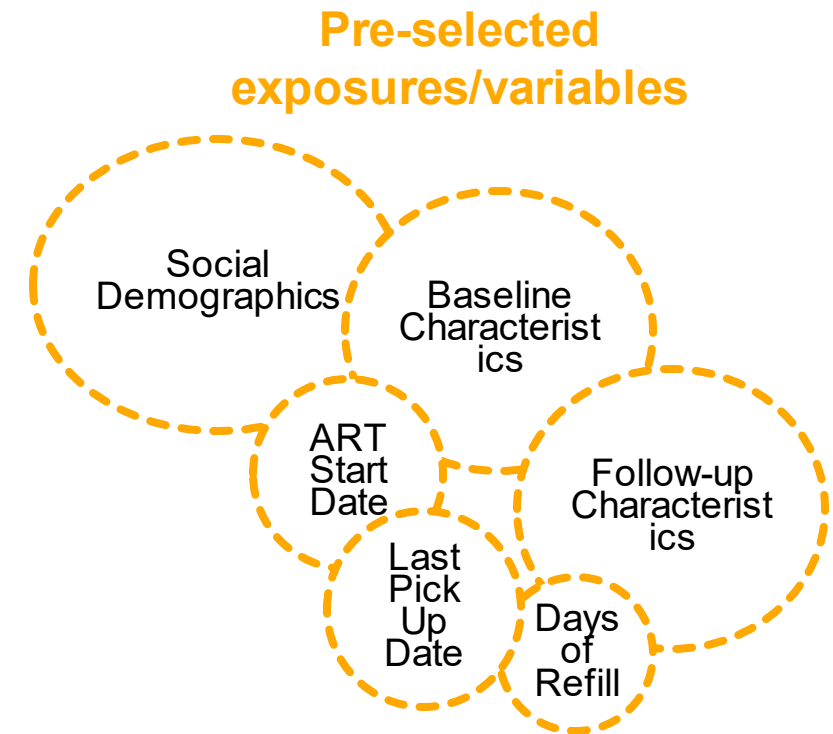 Pre-selected
exposures/variables
Social
Demographics
Baseline
Characterist
ics
ART
Start
Date
Follow-up
Characterist
ics
Last
Pick
Up
Date
Days
of
Refill